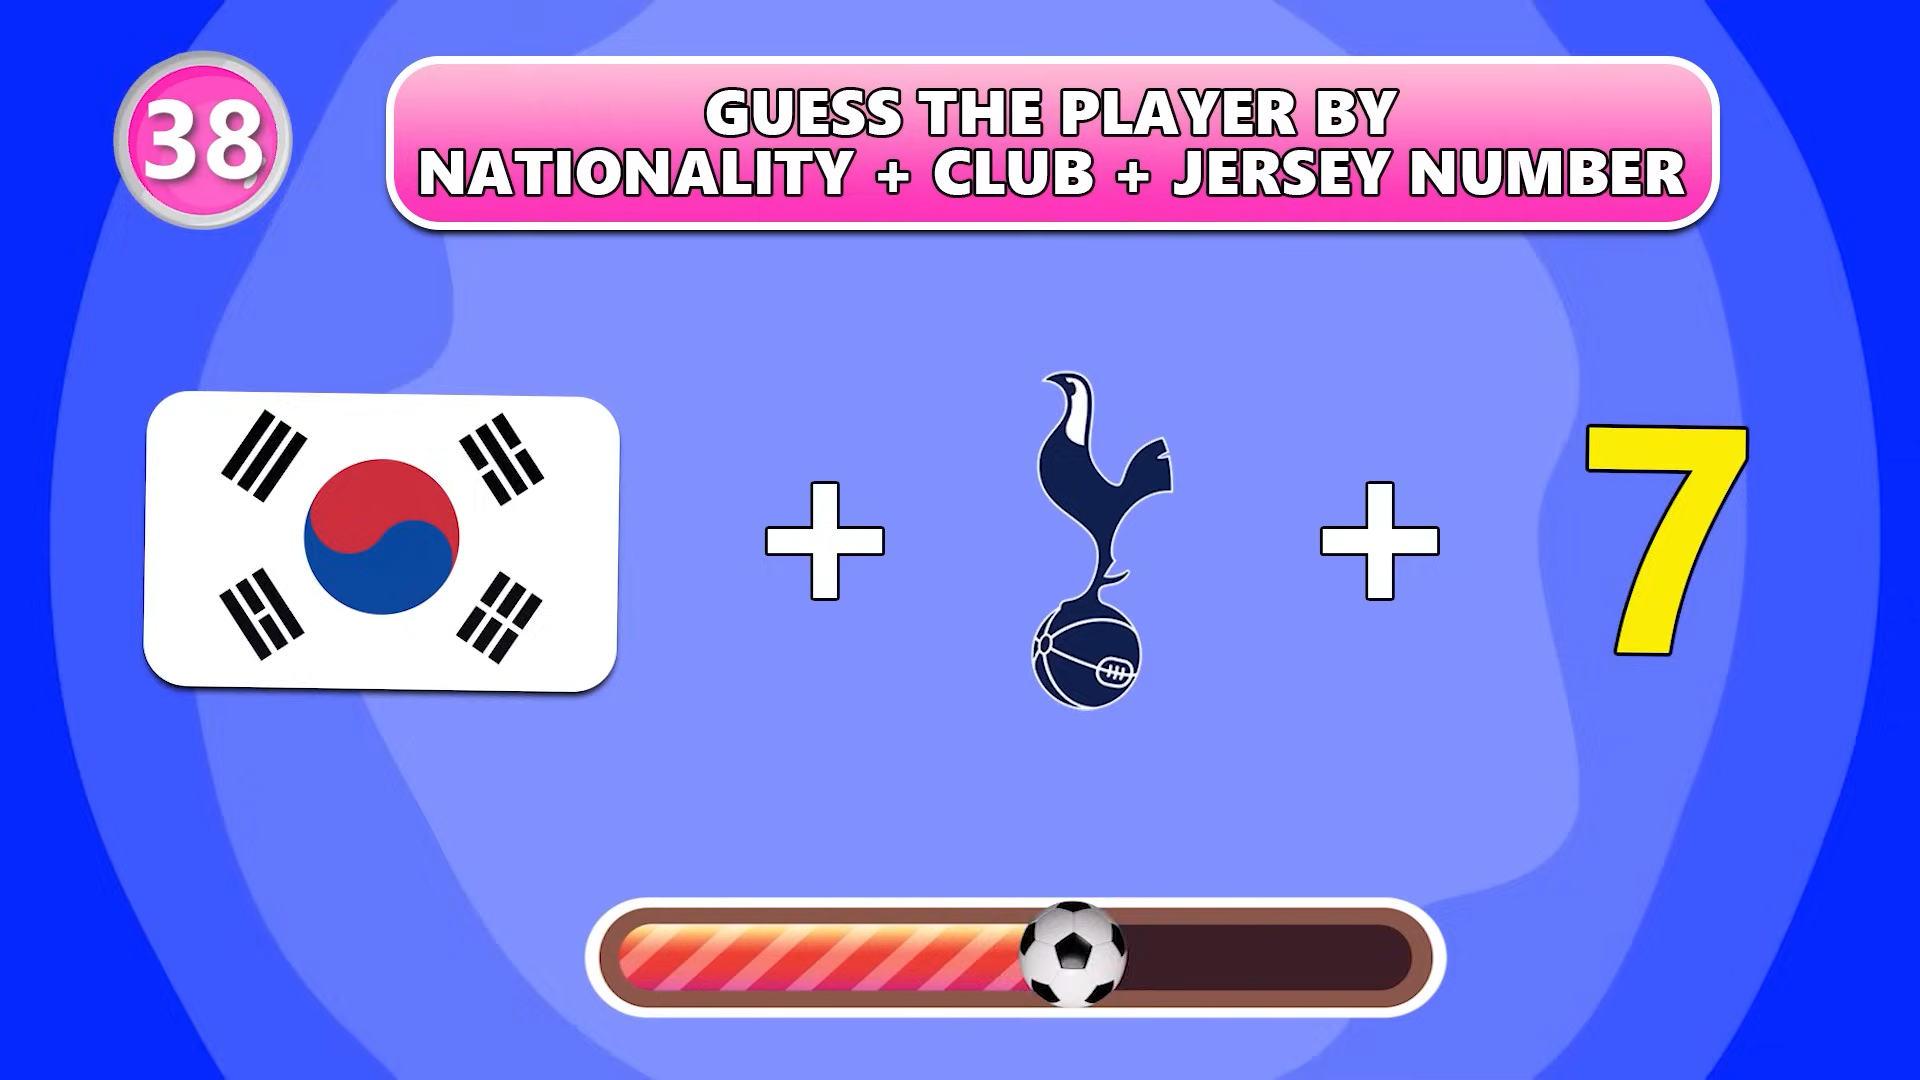 38
GUESS THE PLAYER BY
NATIONALITY + CLUB + JERSEY NUMBER
+ + 7